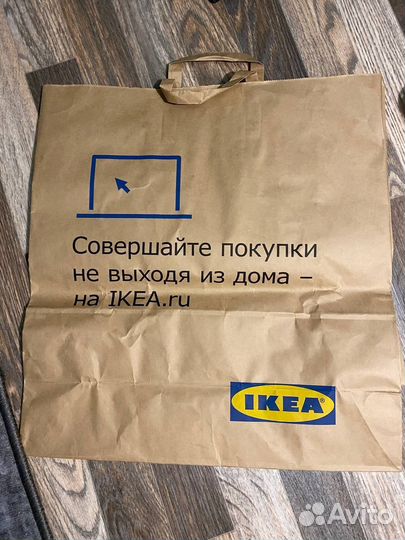 Совершайте покупки
не выходя из дома –
на IKEA.ru
IKEA
Avito